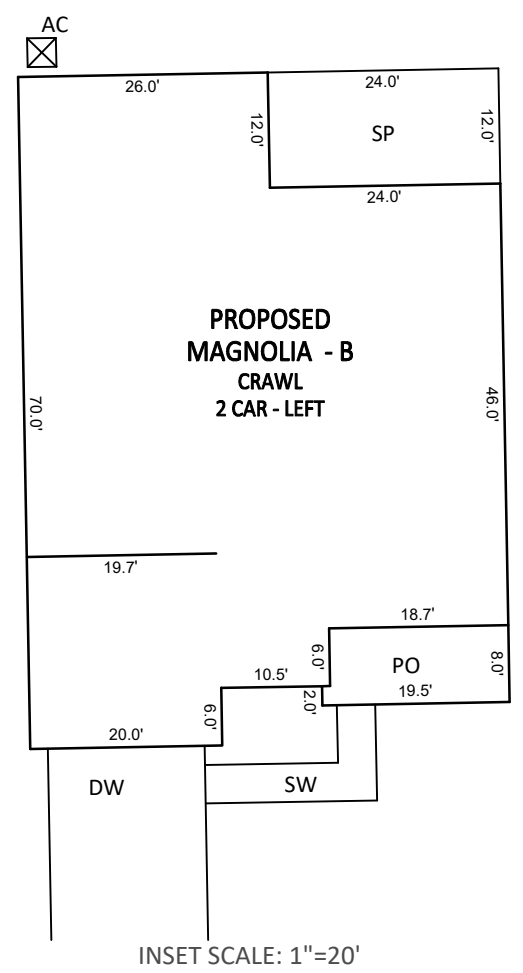 AC
26.0'
24.0'
12.0'
SP
12.0'
24.0'
PROPOSED
MAGNOLIA - B
CRAWL
2 CAR - LEFT
70.0'
46.0'
19.7'
18.7'
6.0'
PO
8.0'
10.5'
2.0'
19.5'
6.0'
20.0'
DW
SW
INSET SCALE: 1"=20'